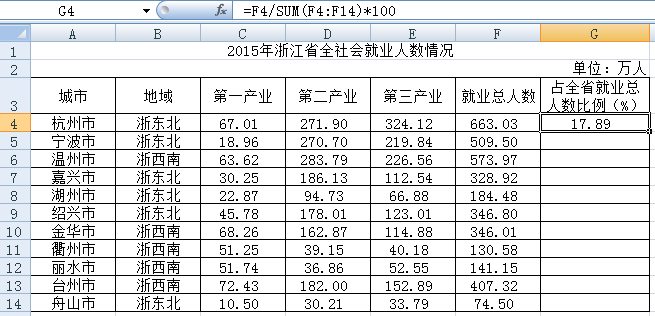 G4 fx =F4/SUM(F4:F14)*100
A B C D E F G
1 2015年浙江省全社会就业人数情况
2 单位：万人
3 城市 地域 第一产业 第二产业 第三产业 就业总人数 占全省就业总人数比例（%）
4 杭州市 浙东北 67.01 271.90 324.12 663.03 17.89
5 宁波市 浙东北 18.96 270.70 219.84 509.50
6 温州市 浙西南 63.62 283.79 226.56 573.97
7 嘉兴市 浙东北 30.25 186.13 112.54 328.92
8 湖州市 浙东北 22.87 94.73 66.88 184.48
9 绍兴市 浙东北 45.78 178.01 123.01 346.80
10 金华市 浙西南 68.26 162.87 114.88 346.01
11 衢州市 浙西南 51.25 39.15 40.18 130.58
12 丽水市 浙西南 51.74 36.86 52.55 141.15
13 台州市 浙西南 72.43 182.00 152.89 407.32
14 舟山市 浙东北 10.50 30.21 33.79 74.50